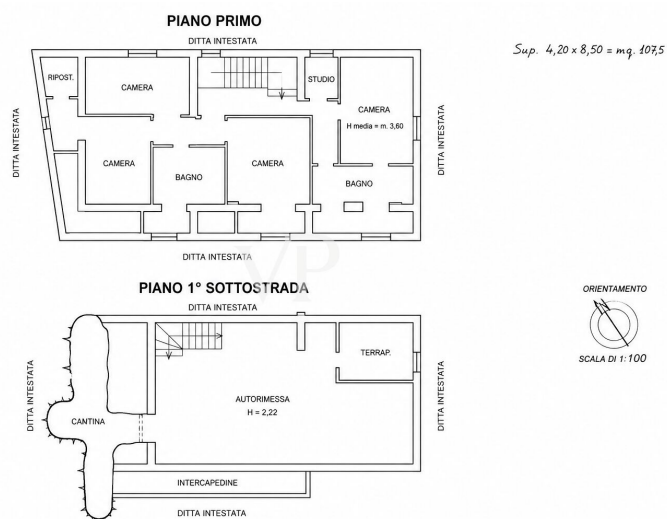 PIANO PRIMO
DITTA INTESTATA
Sup. 4,20 x 8,50 = mq. 107,5
RIPOST.
CAMERA
STUDIO
CAMERA
H media = m. 3,60
DITTA INTESTATA
DITTA INTESTATA
CAMERA
BAGNO
CAMERA
BAGNO
DITTA INTESTATA
VP
PIANO 1° SOTTOSTRADA
DITTA INTESTATA
ORIENTAMENTO
N
SCALA DI 1:100
TERRAP.
DITTA INTESTATA
DITTA INTESTATA
AUTORIMESSA
H = 2,22
CANTINA
INTERCAPEDINE
DITTA INTESTATA